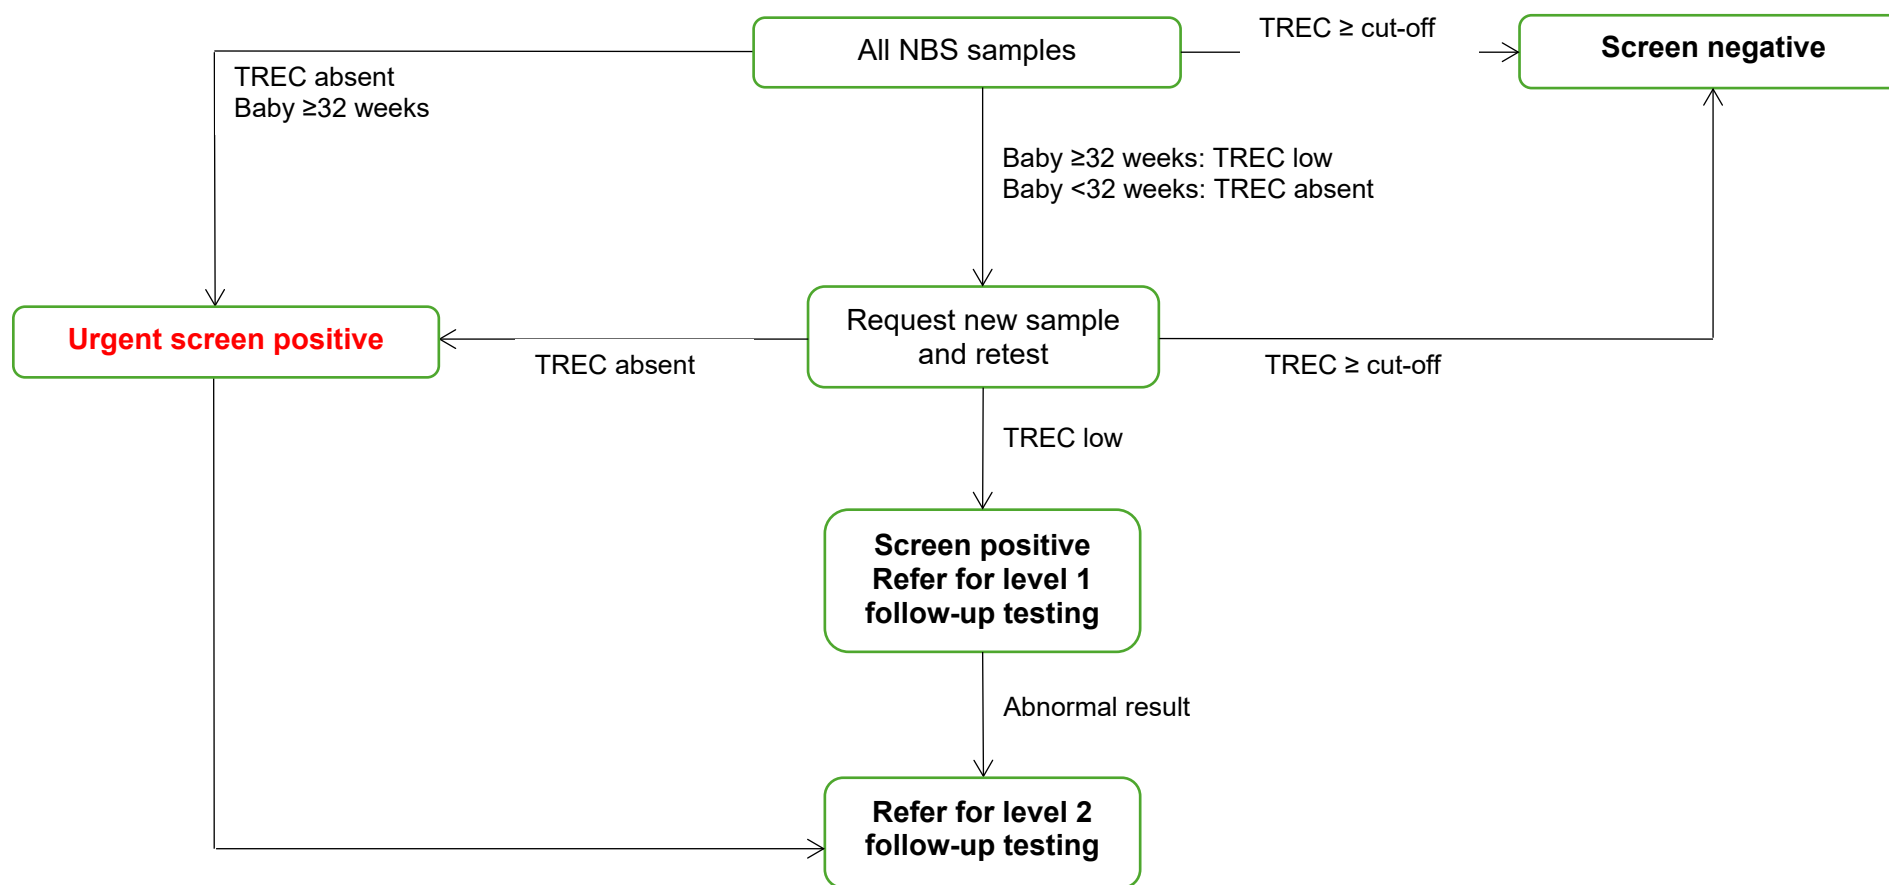 All NBS samples
TREC ≥ cut-off
Screen negative
TREC absent
Baby ≥32 weeks
Baby ≥32 weeks: TREC low
Baby <32 weeks: TREC absent
Urgent screen positive
TREC absent
Request new sample
and retest
TREC ≥ cut-off
TREC low
Screen positive
Refer for level 1
follow-up testing
Abnormal result
Refer for level 2
follow-up testing